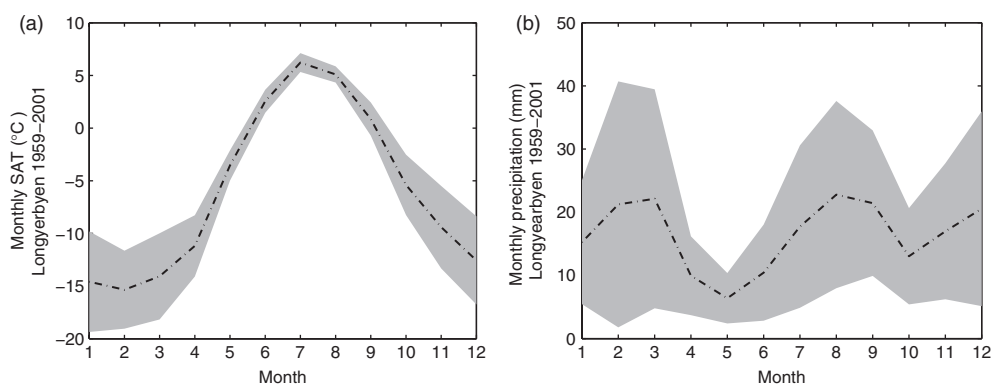 (a)
10
5
0
−5
−10
−15
−20
1 2 3 4 5 6 7 8 9 10 11 12
Month
Monthly SAT (°C)
Longyerbyen 1959−2001
(b)
50
40
30
20
10
0
1 2 3 4 5 6 7 8 9 10 11 12
Month
Monthly precipitation (mm)
Longyearbyen 1959−2001